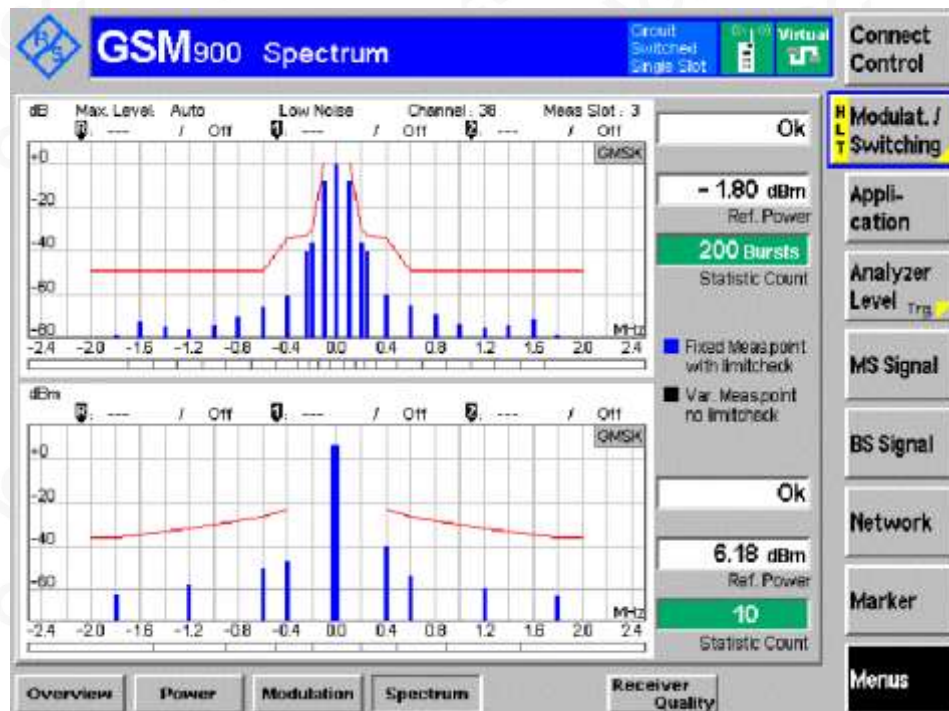 R S
GSM900 Spectrum
Circuit Switched Single Slot
Virtual
Connect Control
dB Max. Level: Auto Low Noise Channel: 38 Meas Slot: 3
R: --- / Off 1: --- / Off 2: --- / Off
GMSK
+0
-20
-40
-60
-80
MHz
-2.4 -2.0 -1.6 -1.2 -0.8 -0.4 0.0 0.4 0.8 1.2 1.6 2.0 2.4
Ok
- 1.80 dBm
Ref. Power
200 Bursts
Statistic Count
Fixed Meas.point
with limitcheck
Var. Meas.point
no limitcheck
dBm
R: --- / Off 1: --- / Off 2: --- / Off
GMSK
+0
-20
-40
-60
MHz
-2.4 -2.0 -1.6 -1.2 -0.8 -0.4 0.0 0.4 0.8 1.2 1.6 2.0 2.4
Ok
6.18 dBm
Ref. Power
10
Statistic Count
HLT
Modulat. /
Switching
Appli-
cation
Analyzer
Level Trg.
MS Signal
BS Signal
Network
Marker
Menus
Overview Power Modulation Spectrum Receiver
Quality